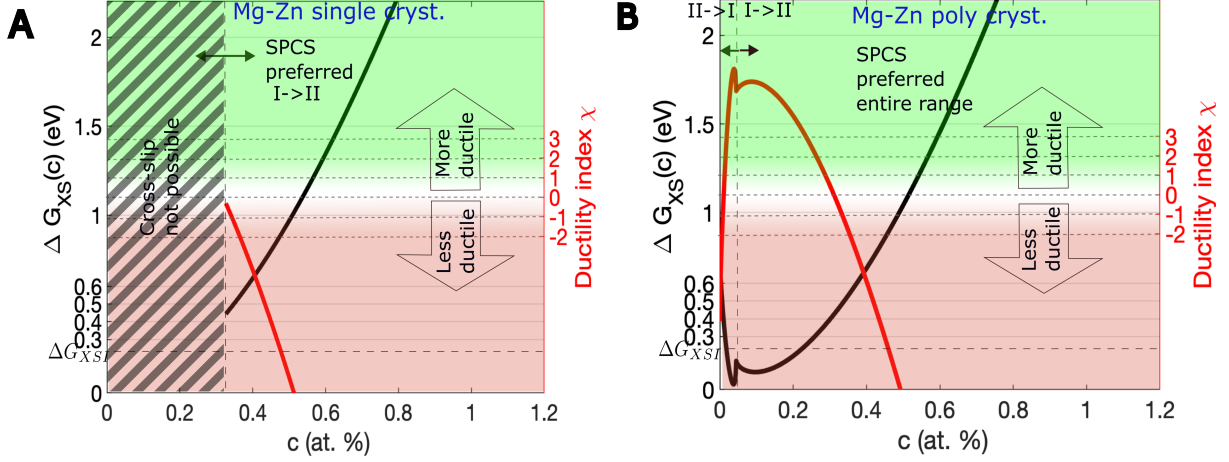 A
Mg-Zn single cryst.
SPCS
preferred
I->II
Cross-slip
not possible
More
ductile
Less
ductile
Δ G_XS(c) (eV)
2
1.5
1
0.6
0.5
0.4
0.3
ΔG_XSI
0
0
0.2
0.4
0.6
0.8
1
1.2
c (at. %)
3
2
1
0
-1
-2
Ductility index χ
B
II->I
I->II
Mg-Zn poly cryst.
SPCS
preferred
entire range
More
ductile
Less
ductile
Δ G_XS(c) (eV)
2
1.5
1
0.6
0.5
0.4
0.3
ΔG_XSI
0
0
0.2
0.4
0.6
0.8
1
1.2
c (at. %)
3
2
1
0
-1
-2
Ductility index χ